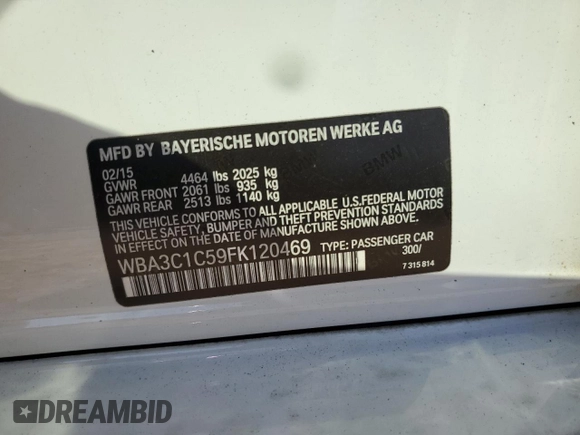 MFD BY BAYERISCHE MOTOREN WERKE AG
02/15
GVWR 4464 lbs 2025 kg
GAWR FRONT 2061 lbs 935 kg
GAWR REAR 2513 lbs 1140 kg
THIS VEHICLE CONFORMS TO ALL APPLICABLE U.S.FEDERAL MOTOR
VEHICLE SAFETY, BUMPER AND THEFT PREVENTION STANDARDS IN
EFFECT ON THE DATE OF MANUFACTURE SHOWN ABOVE.
WBA3C1C59FK120469 TYPE: PASSENGER CAR
300/
7 315 814
BMW
DREAMBID